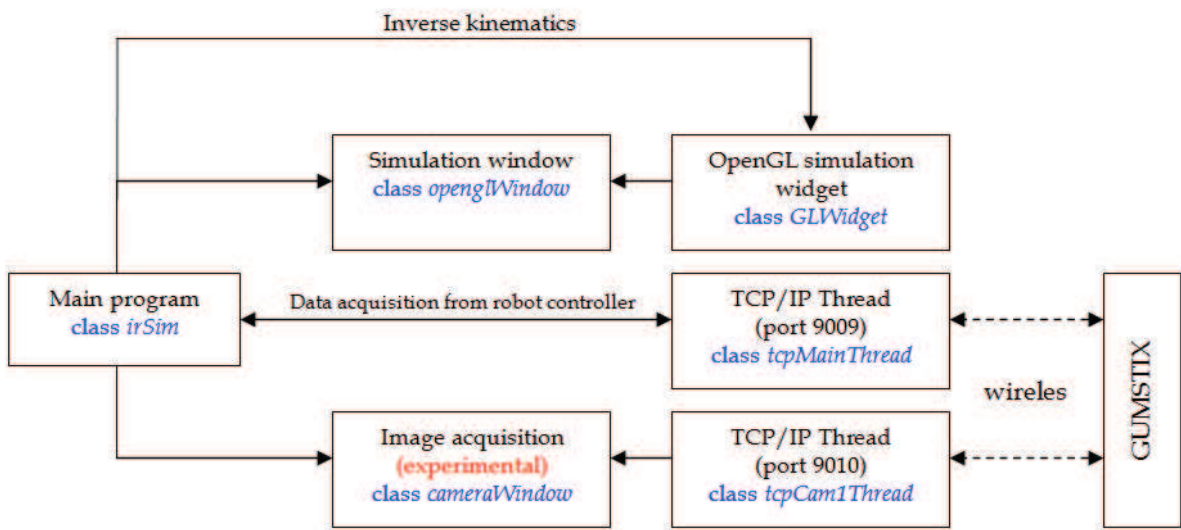 Inverse kinematics
Simulation window
class openglWindow
OpenGL simulation
widget
class GLWidget
Main program
class irSim
Data acquisition from robot controller
TCP/IP Thread
(port 9009)
class tcpMainThread
wireles
GUMSTIX
Image acquisition
(experimental)
class cameraWindow
TCP/IP Thread
(port 9010)
class tcpCam1Thread